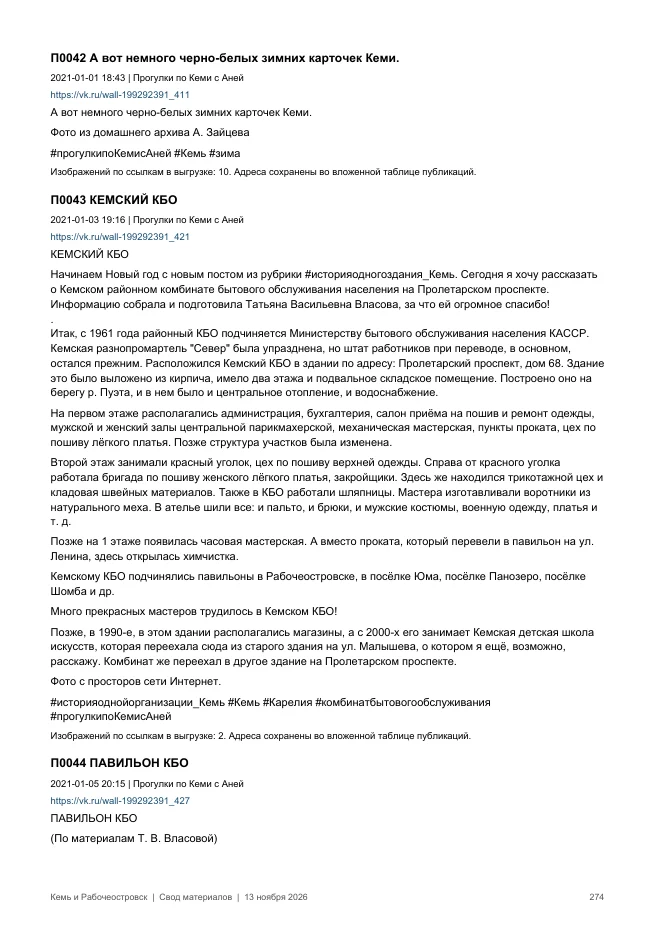 П0042 А вот немного черно-белых зимних карточек Кеми.
2021-01-01 18:43 | Прогулки по Кеми с Аней
https://vk.ru/wall-199292391_411
А вот немного черно-белых зимних карточек Кеми.
Фото из домашнего архива А. Зайцева
#прогулкипоКемисАней #Кемь #зима
Изображений по ссылкам в выгрузке: 10. Адреса сохранены во вложенной таблице публикаций.
П0043 КЕМСКИЙ КБО
2021-01-03 19:16 | Прогулки по Кеми с Аней
https://vk.ru/wall-199292391_421
КЕМСКИЙ КБО
Начинаем Новый год с новым постом из рубрики #историяодногоздания_Кемь. Сегодня я хочу рассказать
о Кемском районном комбинате бытового обслуживания населения на Пролетарском проспекте.
Информацию собрала и подготовила Татьяна Васильевна Власова, за что ей огромное спасибо!
.
Итак, с 1961 года районный КБО подчиняется Министерству бытового обслуживания населения КАССР.
Кемская разнопромартель "Север" была упразднена, но штат работников при переводе, в основном,
остался прежним. Расположился Кемский КБО в здании по адресу: Пролетарский проспект, дом 68. Здание
это было выложено из кирпича, имело два этажа и подвальное складское помещение. Построено оно на
берегу р. Пуэта, и в нем было и центральное отопление, и водоснабжение.
На первом этаже располагались администрация, бухгалтерия, салон приёма на пошив и ремонт одежды,
мужской и женский залы центральной парикмахерской, механическая мастерская, пункты проката, цех по
пошиву лёгкого платья. Позже структура участков была изменена.
Второй этаж занимали красный уголок, цех по пошиву верхней одежды. Справа от красного уголка
работала бригада по пошиву женского лёгкого платья, закройщики. Здесь же находился трикотажной цех и
кладовая швейных материалов. Также в КБО работали шляпницы. Мастера изготавливали воротники из
натурального меха. В ателье шили все: и пальто, и брюки, и мужские костюмы, военную одежду, платья и
т. д.
Позже на 1 этаже появилась часовая мастерская. А вместо проката, который перевели в павильон на ул.
Ленина, здесь открылась химчистка.
Кемскому КБО подчинялись павильоны в Рабочеостровске, в посёлке Юма, посёлке Панозеро, посёлке
Шомба и др.
Много прекрасных мастеров трудилось в Кемском КБО!
Позже, в 1990-е, в этом здании располагались магазины, а с 2000-х его занимает Кемская детская школа
искусств, которая переехала сюда из старого здания на ул. Малышева, о котором я ещё, возможно,
расскажу. Комбинат же переехал в другое здание на Пролетарском проспекте.
Фото с просторов сети Интернет.
#историяоднойорганизации_Кемь #Кемь #Карелия #комбинатбытовогообслуживания
#прогулкипоКемисАней
Изображений по ссылкам в выгрузке: 2. Адреса сохранены во вложенной таблице публикаций.
П0044 ПАВИЛЬОН КБО
2021-01-05 20:15 | Прогулки по Кеми с Аней
https://vk.ru/wall-199292391_427
ПАВИЛЬОН КБО
(По материалам Т. В. Власовой)
Кемь и Рабочеостровск | Свод материалов | 13 ноября 2026 274